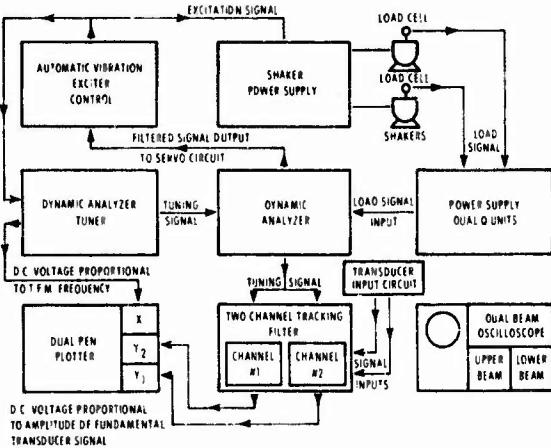 EXCITATION SIGNAL
LOAD CELL
AUTOMATIC VIBRATION
EXCITER
CONTROL
SHAKER
POWER SUPPLY
LOAD CELL
SHAKERS
FILTERED SIGNAL OUTPUT
TO SERVO CIRCUIT
LOAD
SIGNAL
DYNAMIC ANALYZER
TUNER
TUNING
SIGNAL
DYNAMIC
ANALYZER
LOAD SIGNAL
INPUT
POWER SUPPLY
DUAL Q UNITS
D C VOLTAGE PROPORTIONAL
TO T F M FREQUENCY
TUNING SIGNAL
TRANSDUCER
INPUT CIRCUIT
DUAL PEN
PLOTTER
X
Y2
Y1
TWO CHANNEL TRACKING
FILTER
CHANNEL
#1
CHANNEL
#2
SIGNAL
INPUTS
DUAL BEAM
OSCILLOSCOPE
UPPER
BEAM
LOWER
BEAM
D C VOLTAGE PROPORTIONAL
TO AMPLITUDE OF FUNDAMENTAL
TRANSDUCER SIGNAL